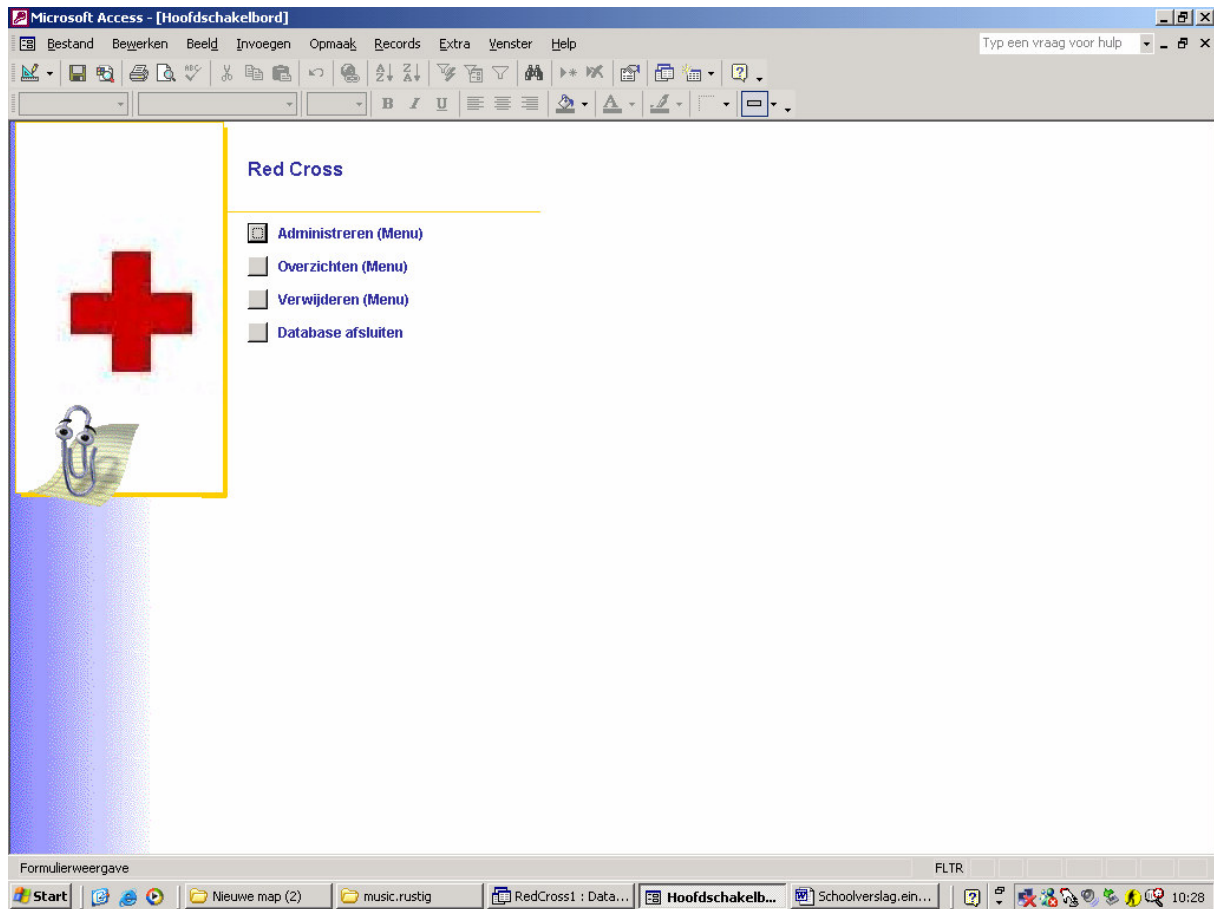 Microsoft Access - [Hoofdschakelbord]
Bestand Bewerken Beeld Invoegen Opmaak Records Extra Venster Help Typ een vraag voor hulp
B I U A
Red Cross
Administreren (Menu)
Overzichten (Menu)
Verwijderen (Menu)
Database afsluiten
Formulierweergave FLTR
Start Nieuwe map (2) music.rustig RedCross1 : Data... Hoofdschakelb... Schoolverslag.ein... 10:28